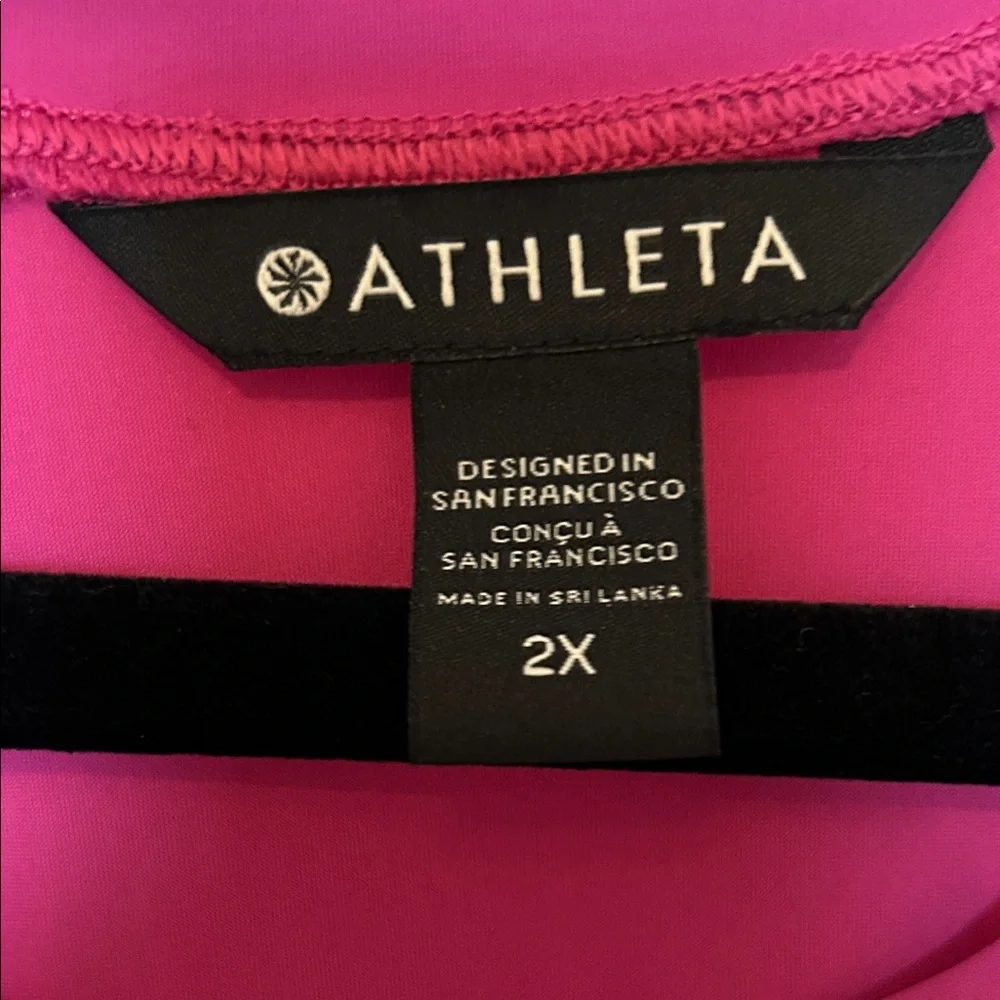 ATHLETA
DESIGNED IN
SAN FRANCISCO
CONÇU À
SAN FRANCISCO
MADE IN SRI LANKA
2X